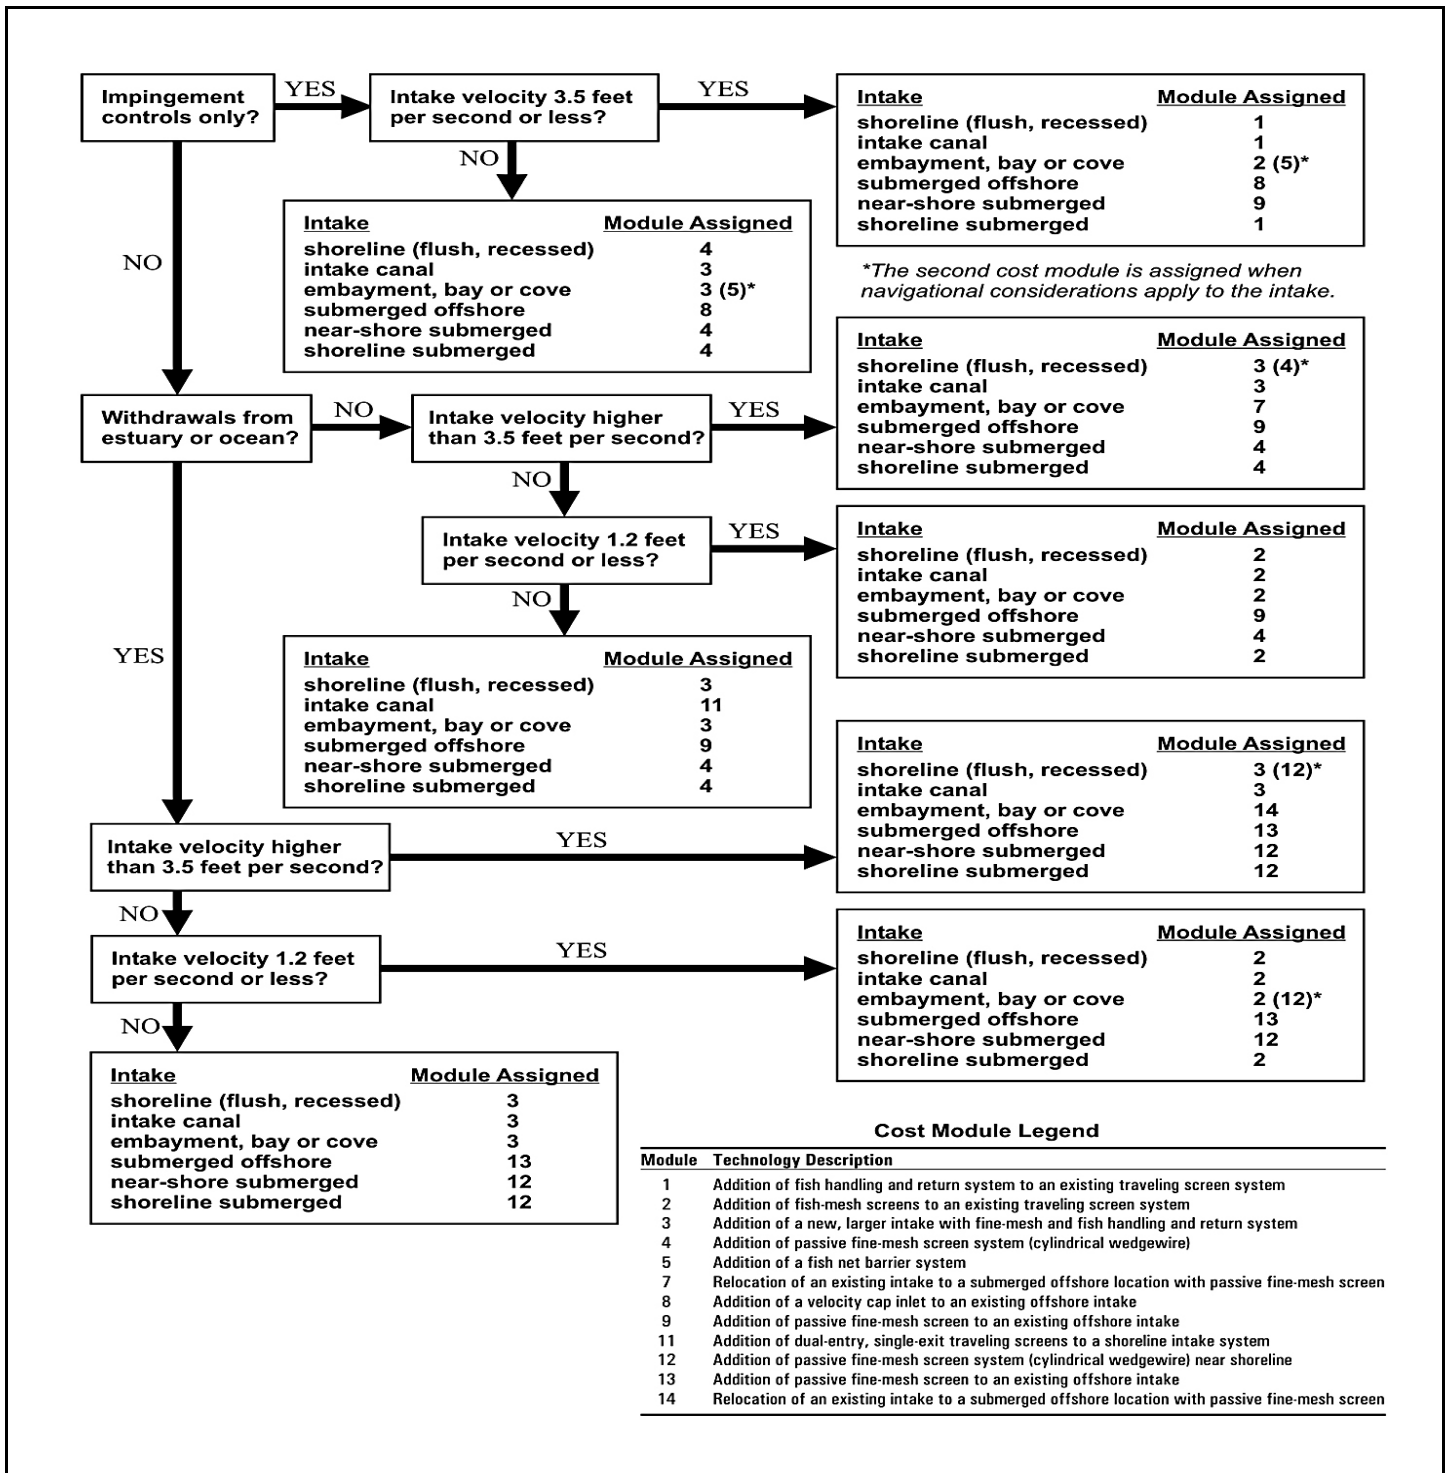 Impingement
controls only?
YES
Intake velocity 3.5 feet
per second or less?
YES
Intake Module Assigned
shoreline (flush, recessed) 1
intake canal 1
embayment, bay or cove 2 (5)*
submerged offshore 8
near-shore submerged 9
shoreline submerged 1
NO
Intake Module Assigned
shoreline (flush, recessed) 4
intake canal 3
embayment, bay or cove 3 (5)*
submerged offshore 8
near-shore submerged 4
shoreline submerged 4
*The second cost module is assigned when
navigational considerations apply to the intake.
NO
Withdrawals from
estuary or ocean?
NO
Intake velocity higher
than 3.5 feet per second?
YES
Intake Module Assigned
shoreline (flush, recessed) 3 (4)*
intake canal 3
embayment, bay or cove 7
submerged offshore 9
near-shore submerged 4
shoreline submerged 4
NO
Intake velocity 1.2 feet
per second or less?
YES
Intake Module Assigned
shoreline (flush, recessed) 2
intake canal 2
embayment, bay or cove 2
submerged offshore 9
near-shore submerged 4
shoreline submerged 2
NO
Intake Module Assigned
shoreline (flush, recessed) 3
intake canal 11
embayment, bay or cove 3
submerged offshore 9
near-shore submerged 4
shoreline submerged 4
YES
Intake velocity higher
than 3.5 feet per second?
YES
Intake Module Assigned
shoreline (flush, recessed) 3 (12)*
intake canal 3
embayment, bay or cove 14
submerged offshore 13
near-shore submerged 12
shoreline submerged 12
NO
Intake velocity 1.2 feet
per second or less?
YES
Intake Module Assigned
shoreline (flush, recessed) 2
intake canal 2
embayment, bay or cove 2 (12)*
submerged offshore 13
near-shore submerged 12
shoreline submerged 2
NO
Intake Module Assigned
shoreline (flush, recessed) 3
intake canal 3
embayment, bay or cove 3
submerged offshore 13
near-shore submerged 12
shoreline submerged 12
Cost Module Legend
Module Technology Description
1 Addition of fish handling and return system to an existing traveling screen system
2 Addition of fish-mesh screens to an existing traveling screen system
3 Addition of a new, larger intake with fine-mesh and fish handling and return system
4 Addition of passive fine-mesh screen system (cylindrical wedgewire)
5 Addition of a fish net barrier system
7 Relocation of an existing intake to a submerged offshore location with passive fine-mesh screen
8 Addition of a velocity cap inlet to an existing offshore intake
9 Addition of passive fine-mesh screen to an existing offshore intake
11 Addition of dual-entry, single-exit traveling screens to a shoreline intake system
12 Addition of passive fine-mesh screen system (cylindrical wedgewire) near shoreline
13 Addition of passive fine-mesh screen to an existing offshore intake
14 Relocation of an existing intake to a submerged offshore location with passive fine-mesh screen